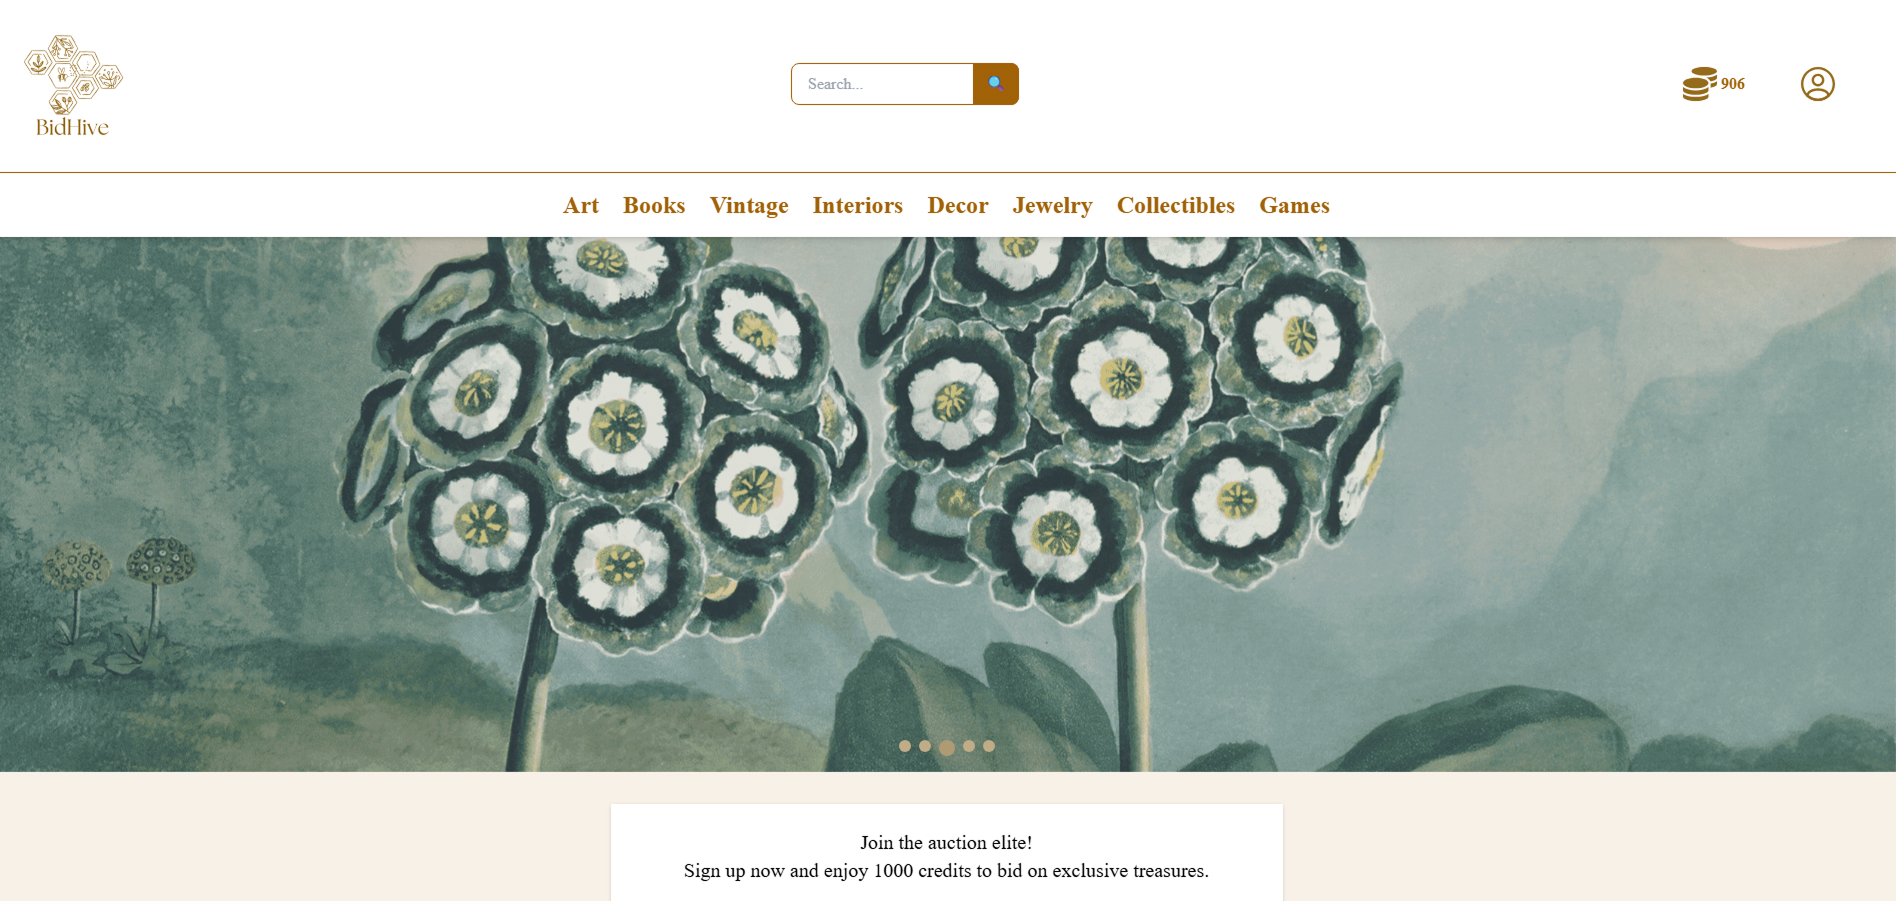 BidHive
Search...
906
Art Books Vintage Interiors Decor Jewelry Collectibles Games
Join the auction elite!
Sign up now and enjoy 1000 credits to bid on exclusive treasures.